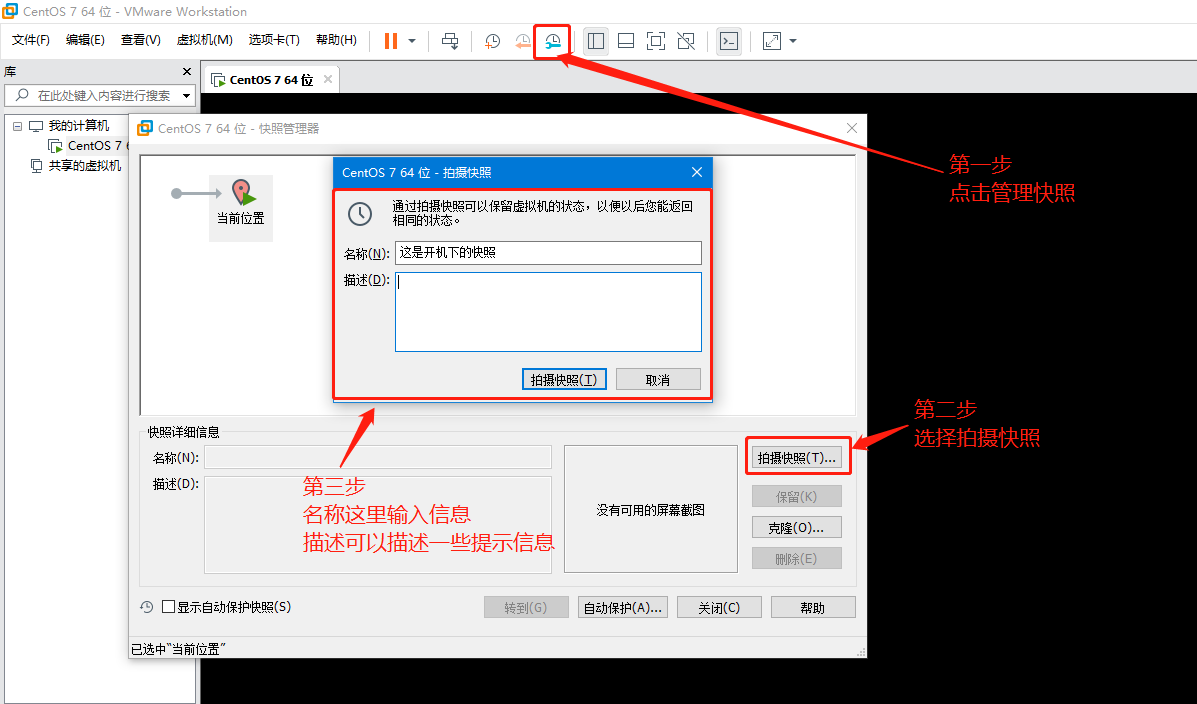 CentOS 7 64 位 - VMware Workstation
文件(F) 编辑(E) 查看(V) 虚拟机(M) 选项卡(T) 帮助(H)
库
在此处键入内容进行搜索
CentOS 7 64 位
我的计算机
CentOS 7 6
共享的虚拟机
CentOS 7 64 位 - 快照管理器
当前位置
CentOS 7 64 位 - 拍摄快照
通过拍摄快照可以保留虚拟机的状态，以便以后您能返回
相同的状态。
名称(N): 这是开机下的快照
描述(D):
拍摄快照(T) 取消
第一步
点击管理快照
第二步
选择拍摄快照
快照详细信息
名称(N):
描述(D):
第三步
名称这里输入信息
描述可以描述一些提示信息
没有可用的屏幕截图
拍摄快照(T)...
保留(K)
克隆(O)...
删除(E)
显示自动保护快照(S)
转到(G) 自动保护(A)... 关闭(C) 帮助
已选中"当前位置"